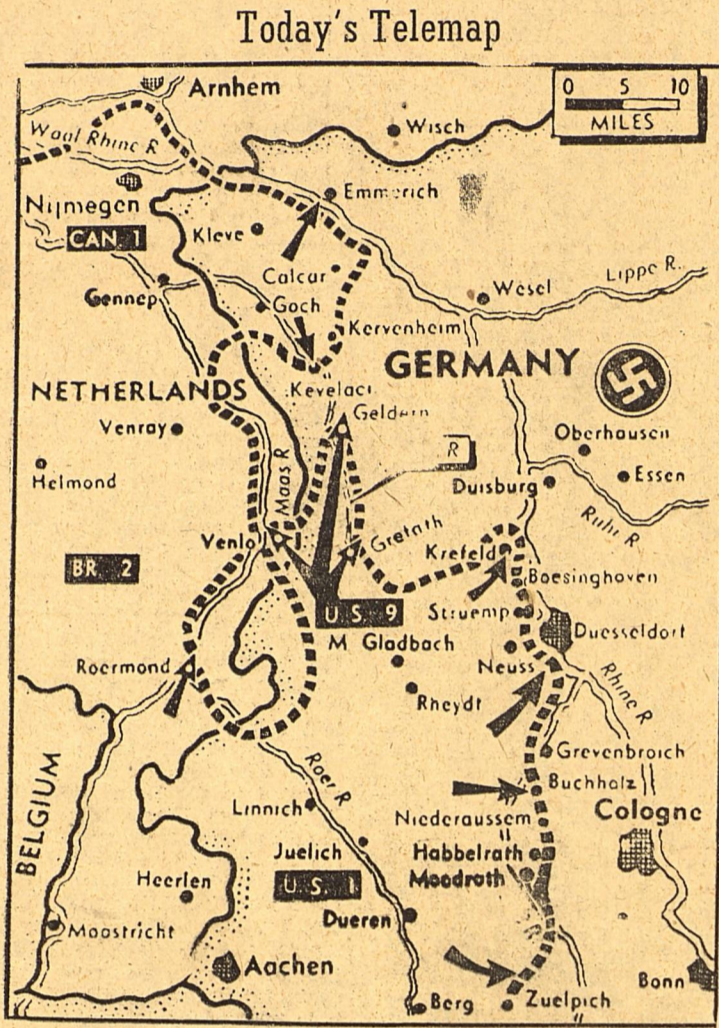 Today's Telemap
Arnhem
0 5 10
MILES
Wisch
Waal Rhine R
Emmerich
Nijmegen
CAN. 1
Kleve
Calcar
Lippe R.
Wesel
Gennep
Goch
Kervenheim
GERMANY
NETHERLANDS
Kevelaer
Geldern
Venray
Oberhausen
R
Helmond
Maas R
Duisburg
Essen
Ruhr R
Venlo
Gretath
Krefeld
BR. 2
Boesinghoven
U. S. 9
Struemp
M Gladbach
Duesseldorf
Roermond
Neuss
Rheydt
Rhine R
Grevenbroich
Roer R
Buchholz
BELGIUM
Linnich
Niederaussem
Cologne
Juelich
Habbelrath
Heerlen
U. S. 1
Moodrath
Dueren
Maastricht
Aachen
Bonn
Berg
Zuelpich